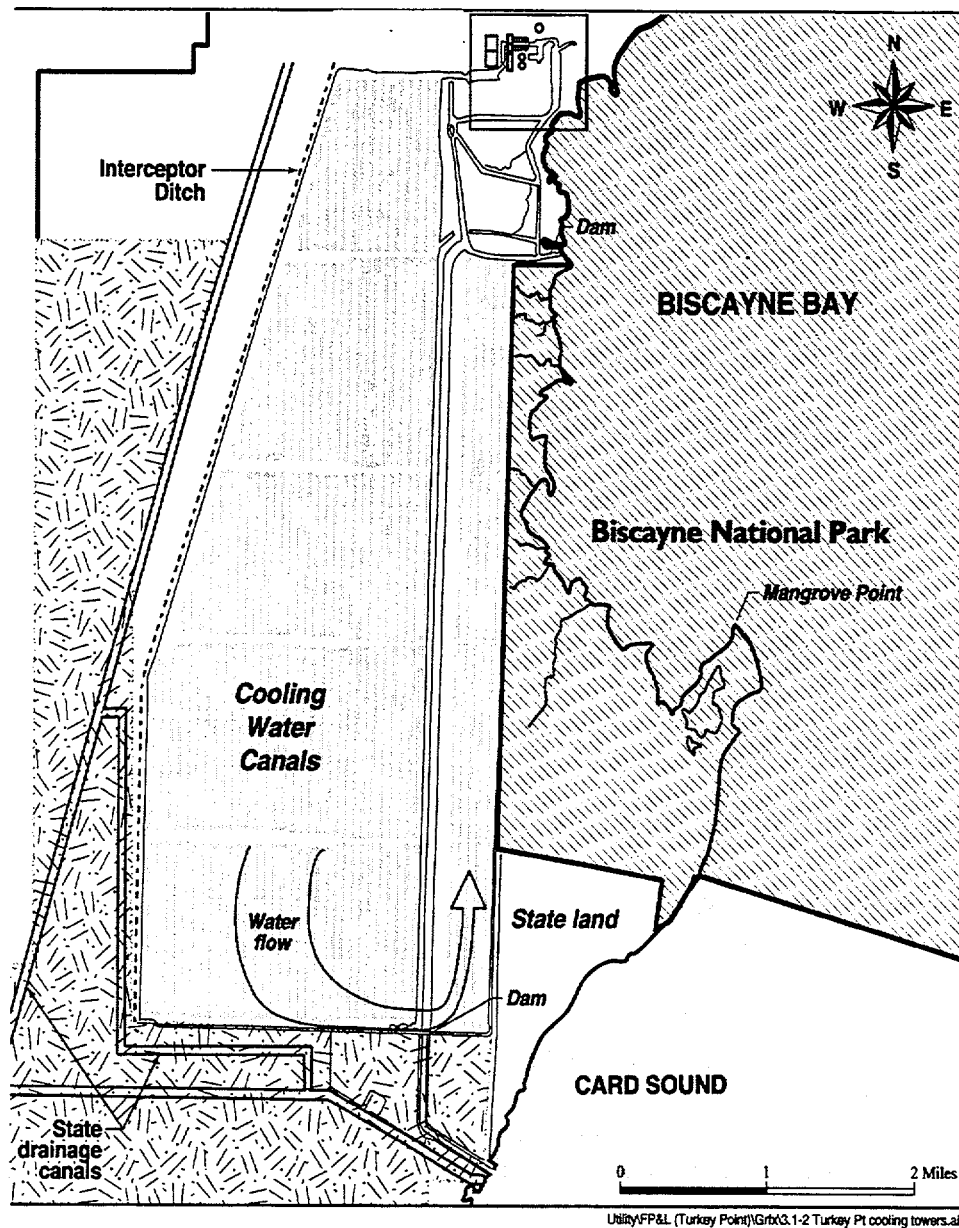 N
W E
S
Interceptor
Ditch
Dam
BISCAYNE BAY
Biscayne National Park
Mangrove Point
Cooling
Water
Canals
Water
flow
State land
Dam
CARD SOUND
State
drainage
canals
0 1 2 Miles
Utility\FP&L (Turkey Point)\Grfx\3.1-2 Turkey Pt cooling towers.ai